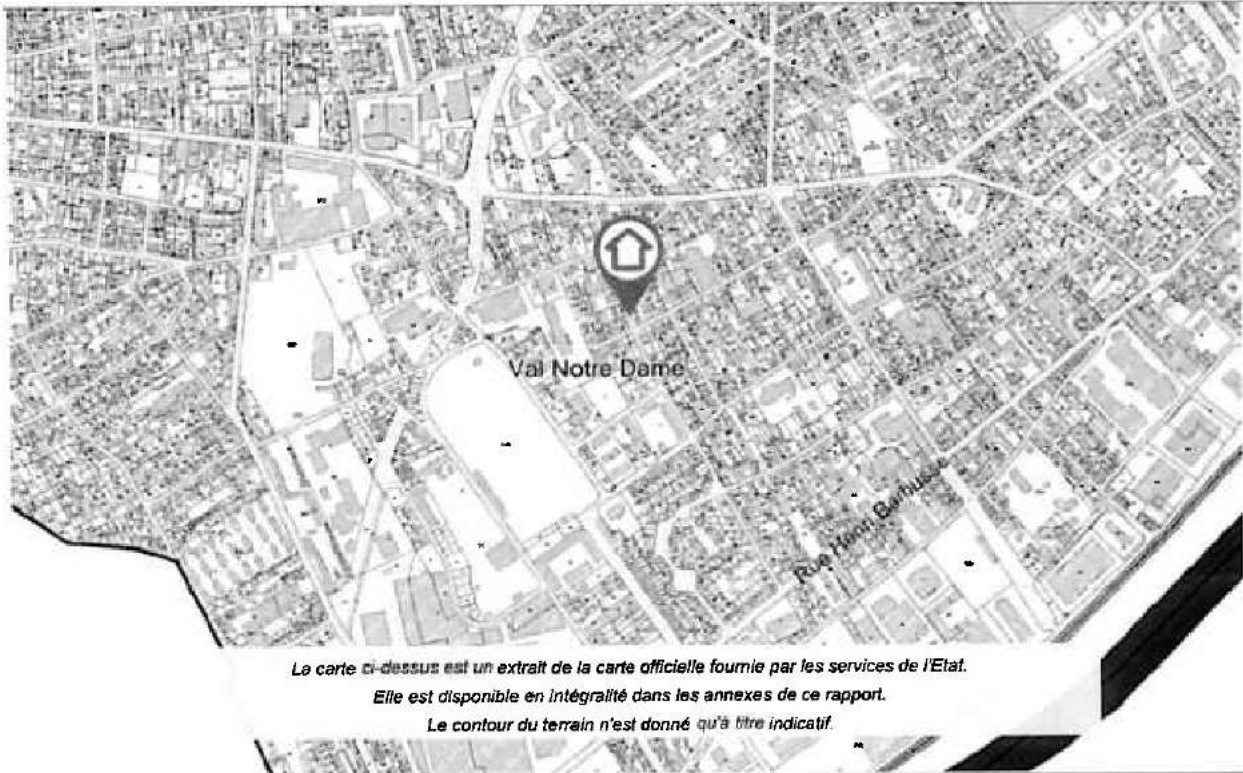 Val Notre Dame
Rue Henri Barbusse
La carte ci-dessus est un extrait de la carte officielle fournie par les services de l'Etat.
Elle est disponible en intégralité dans les annexes de ce rapport.
Le contour du terrain n'est donné qu'à titre indicatif.